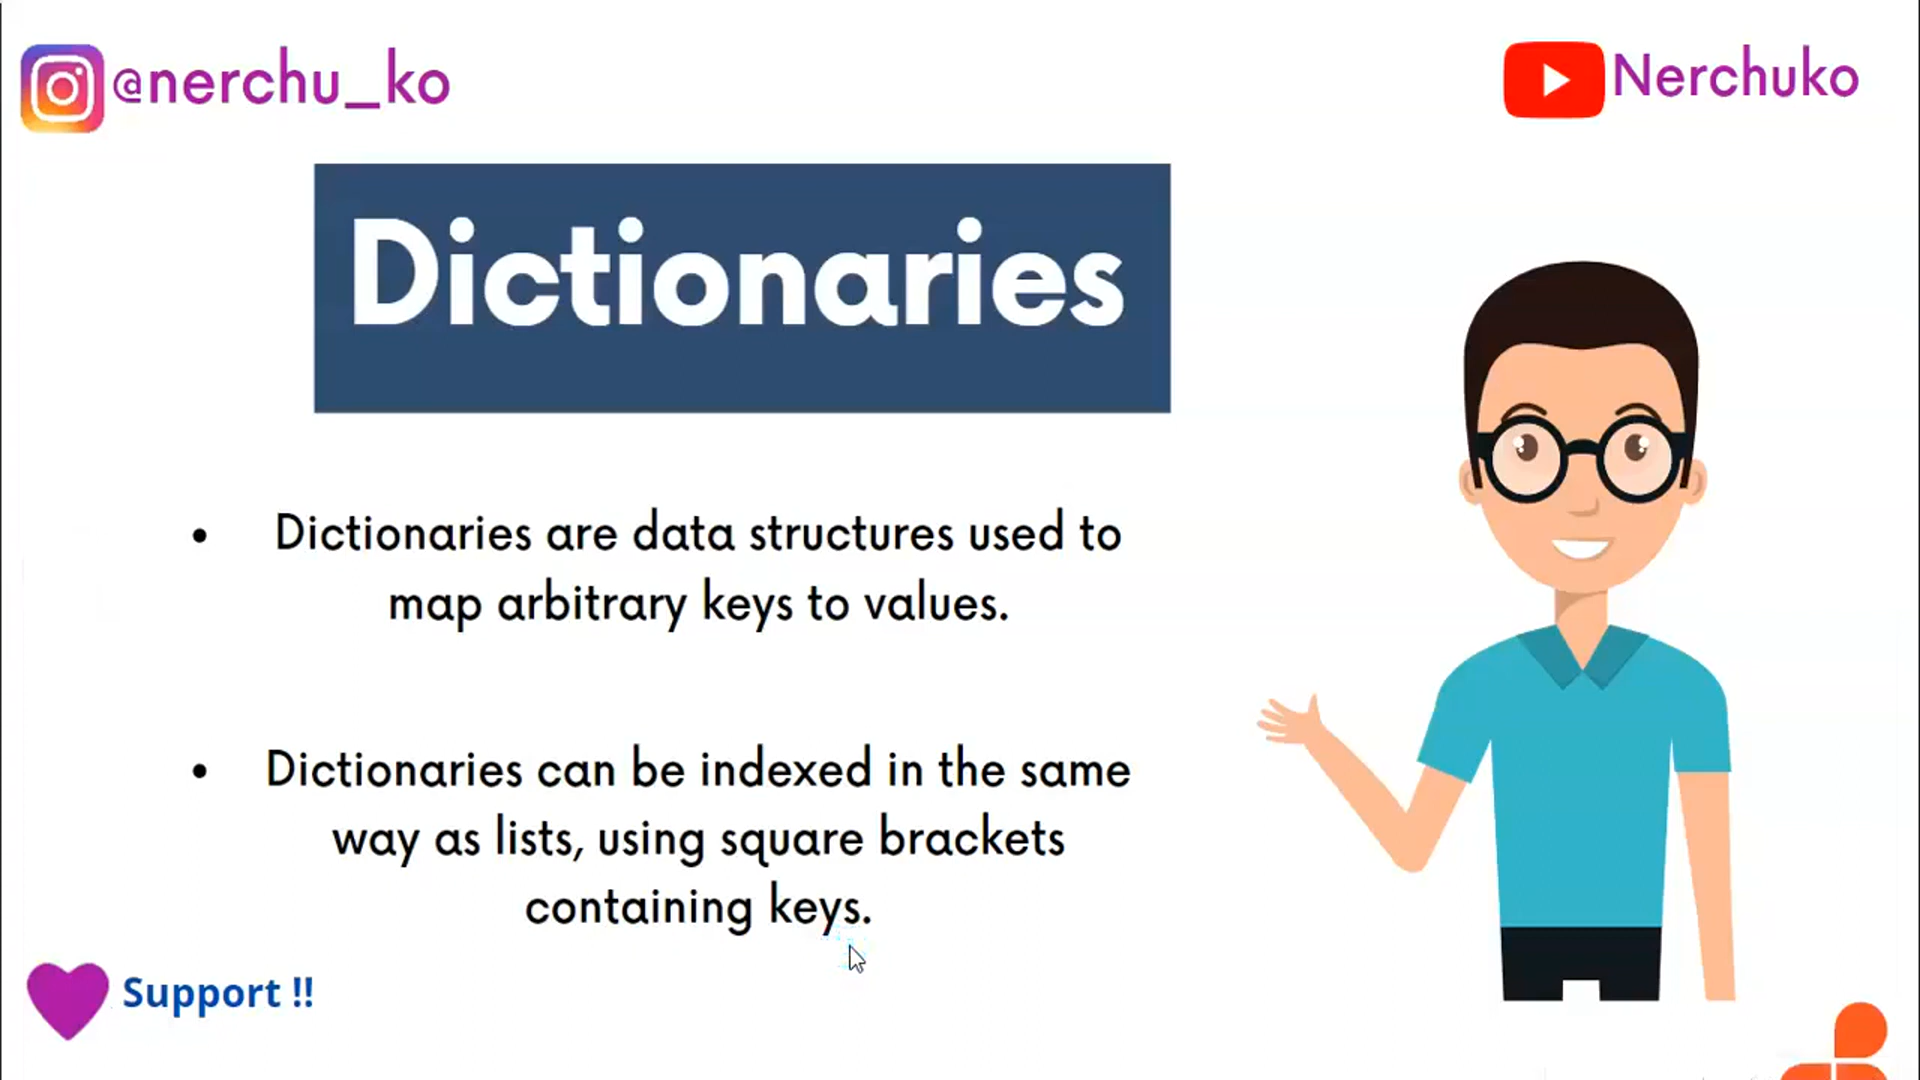 @nerchu_ko
Nerchuko
Dictionaries
• Dictionaries are data structures used to
map arbitrary keys to values.
• Dictionaries can be indexed in the same
way as lists, using square brackets
containing keys.
Support !!